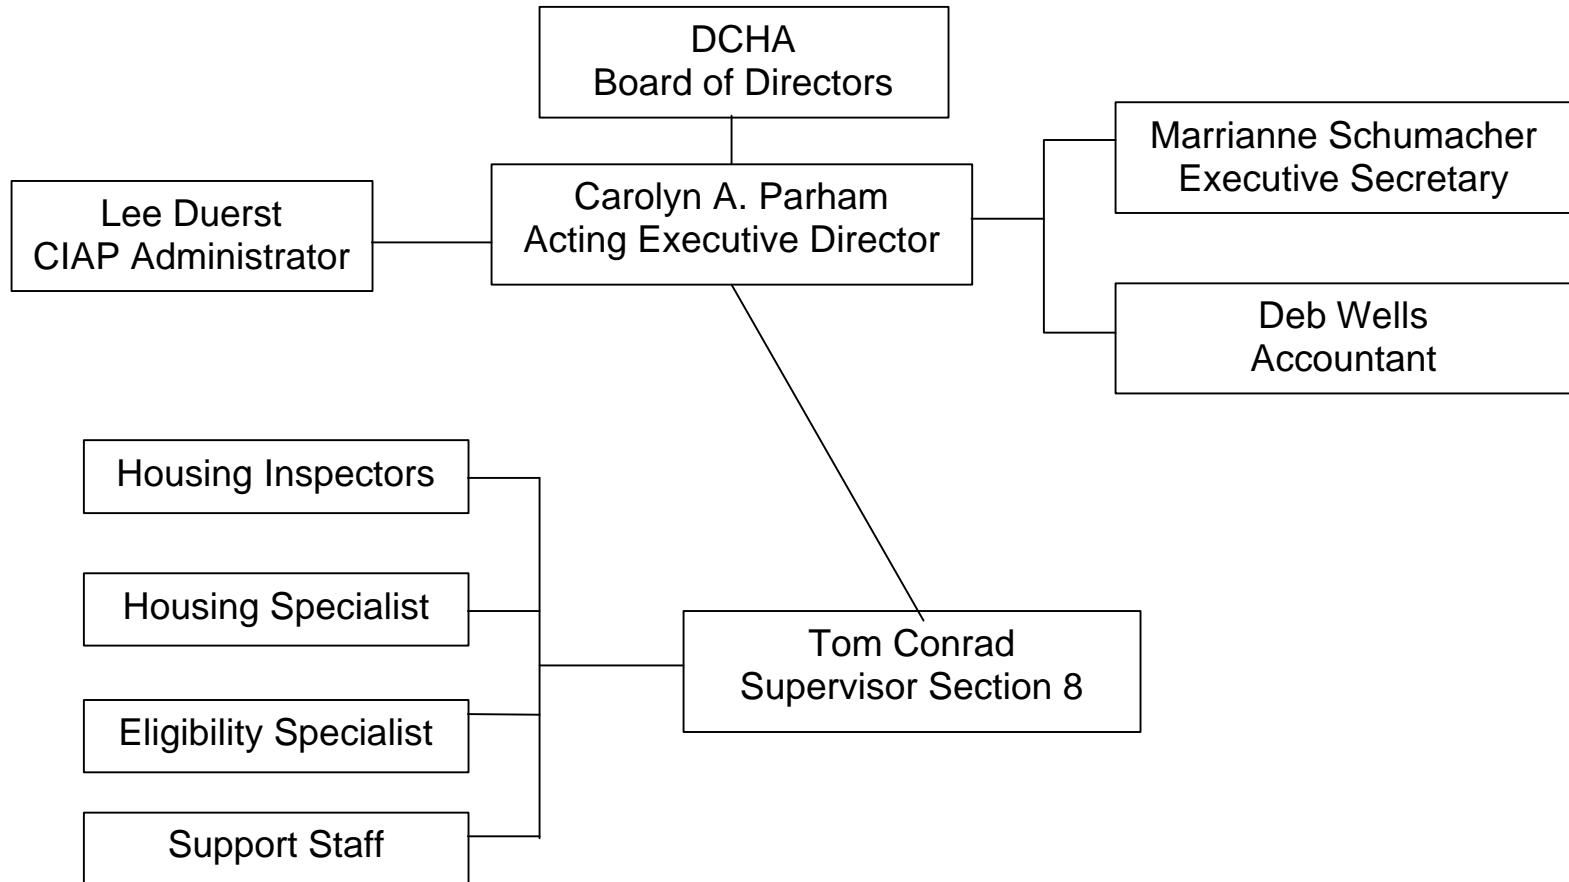 DCHA
Board of Directors
Marrianne Schumacher
Executive Secretary
Carolyn A. Parham
Acting Executive Director
Lee Duerst
CIAP Administrator
Deb Wells
Accountant
Housing Inspectors
Housing Specialist
Tom Conrad
Supervisor Section 8
Eligibility Specialist
Support Staff